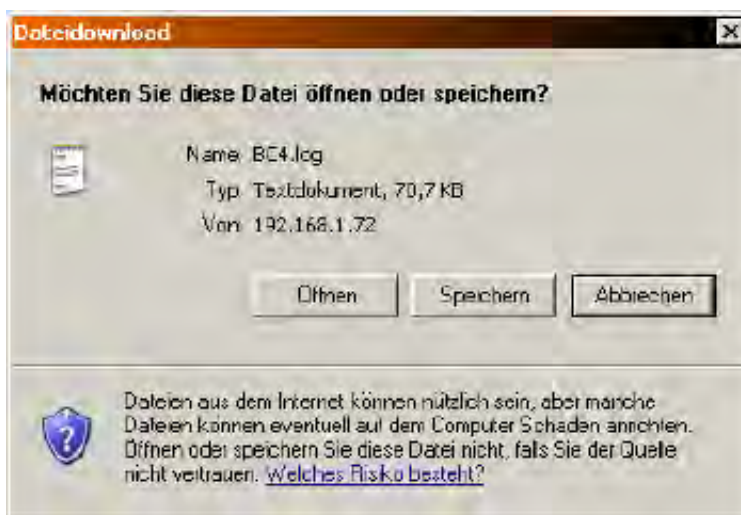 Dateidownload
Möchten Sie diese Datei öffnen oder speichern?
Name: BC4.log
Typ: Textdokument, 70,7 KB
Von: 192.168.1.72
Öffnen Speichern Abbrechen
Dateien aus dem Internet können nützlich sein, aber manche
Dateien können eventuell auf dem Computer Schaden anrichten.
Öffnen oder speichern Sie diese Datei nicht, falls Sie der Quelle
nicht vertrauen. Welches Risiko besteht?